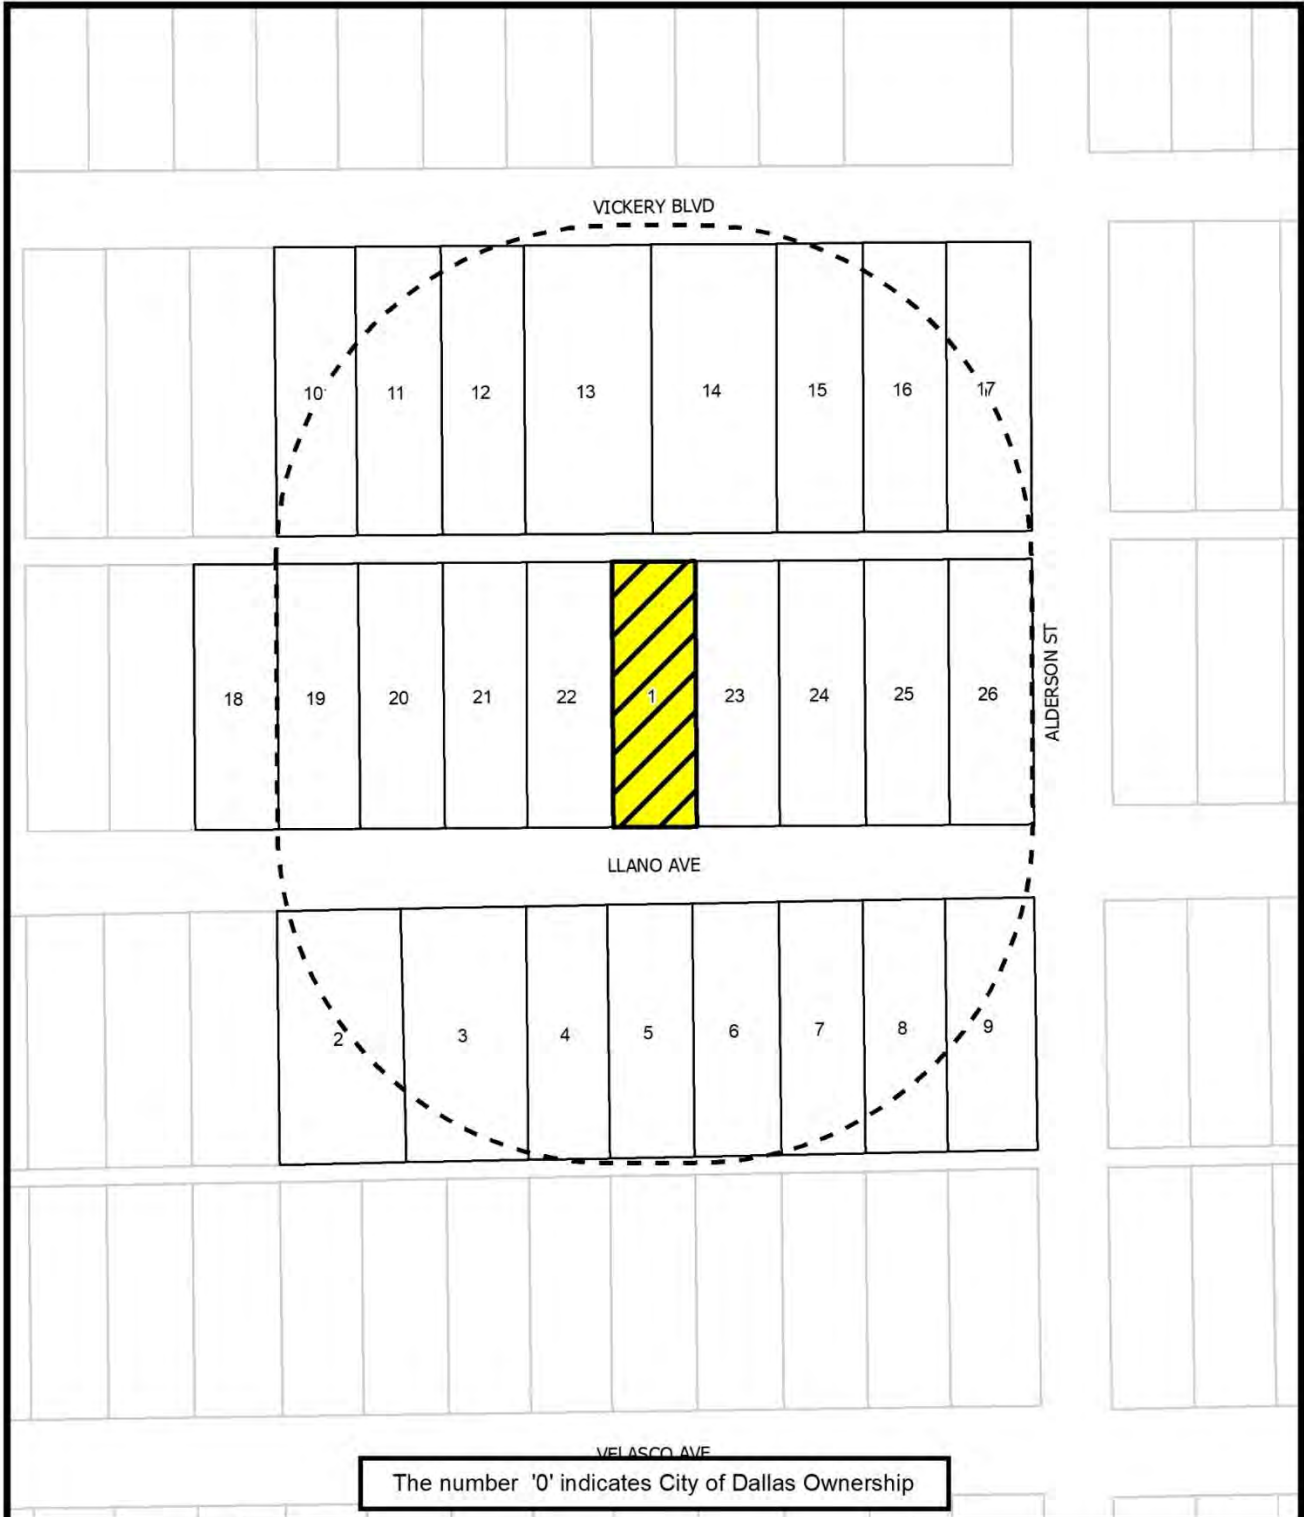 VICKERY BLVD
10 11 12 13 14 15 16 17
18 19 20 21 22 1 23 24 25 26
ALDERSON ST
LLANO AVE
2 3 4 5 6 7 8 9
VELASCO AVE
The number '0' indicates City of Dallas Ownership